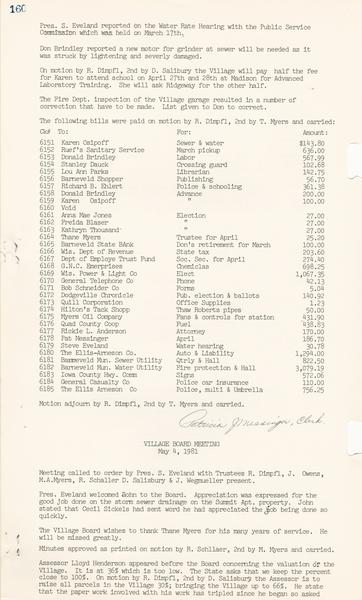 160
Pres. S. Eveland reported on the Water Rate Hearing with the Public Service
Commission which was held on March 17th.
Don Brindley reported a new motor for grinder at sewer will be needed as it
was struck by lightening and severely damaged.
On motion by R. Dimpfl, 2nd by D. Salibury the Village will pay half the fee
for Karen to attend school on April 27th and 28th at Madison for Advanced
Laboratory Training. She will ask Ridgeway for the other half.
The Fire Dept. inspection of the Village garage resulted in a number of
correction that have to be made. List given to Don to correct.
The following bills were paid on motion by R. Dimpfl, 2nd by T. Myers and carried:
Ck# To: For: Amount:
6151 Karen Osipoff Sewer & water $143.80
6152 Ruef's Sanitary Service March pickup 636.00
6153 Donald Brindley Labor 567.99
6154 Stanley Dauck Crossing guard 102.68
6155 Lou Ann Parks Librarian 142.75
6156 Barneveld Shopper Publishing 56.70
6157 Richard B. Ehlert Police & schooling 361.38
6158 Donald Brindley Advance 200.00
6159 Karen Osipoff " 100.00
6160 Void
6161 Anna Mae Jones Election 27.00
6162 Freida Blaser " 27.00
6163 Kathryn Thousand " 27.00
6164 Thane Myers Trustee for April 25.20
6165 Barneveld State BAnk Don's retirement for March 100.00
6166 Wis. Dept of Revenue State tax 203.60
6167 Dept of Employe Trust Fund Soc. Sec. for April 274.40
6168 G.N.C. Enerprises Chemclas 698.25
6169 Wis. Power & Light Co Elect 1,067.35
6170 General Telephone Co Phone 42.13
6171 Bob Schneider Co Forms 5.04
6172 Dodgeville Chronicle Pub. election & ballots 140.92
6173 Quill Corporation Office Supplies 1.23
6174 Hilton's Tack Shopp Thaw Roberts pipe 50.00
6175 Myers Oil Company Fans & controls for station 431.90
6176 Quad County Coop Fuel 438.83
6177 Rickie L. Anderson Attorney 170.00
6178 Pat Messinger April 186.70
6179 Steve Eveland Water hearing 30.78
6180 The Ellis-Arneson Co. Auto & Liability 1,294.00
6181 Barneveld Mun. Sewer Utility Qtrly & Hall 822.50
6182 Barneveld Mun. Water Utility Fire protection & Hall 3,079.19
6183 Iowa County Hwy. Comm Signs 572.06
6184 General Casualty Co Police car insurance 110.00
6185 The Ellis Arneson Co Police, multi & Umbrella 756.25
Motion adjourn by R. Dimpfl, 2nd by T. Myers and carried.
Patricia J Messinger, Clerk
VILLAGE BOARD MEETING
May 4, 1981
Meeting called to order by Pres. S. Eveland with Trustees R. Dimpfl, J. Owens,
M.A.Myers, R. Schaller D. Salisbury & J. Wegmueller present.
Pres. Eveland welcomed John to the Board. Appreciation was expressed for the
good job done on the storm sewer drainage on the Summit Apt. property. John
stated that Cecil Sickels had sent word he had appreciated the job being done so
quickly.
The Village Board wishes to thank Thane Myers for his many years of service. He
will be missed greatly.
Minutes approved as printed on motion by R. Schllaer, 2nd by M. Myers and carried.
Assessor Lloyd Henderson appeared before the Board concerning the valuation of the
Village. It is at 36% which is too low. The State asks that we keep the percent
close to 100%. On motion by R. Dimpfl, 2nd by D. Salisbury the Assessor is to
raise all parcels in the Village 30%; bringing the Village up to 66%. He state
that the paper work involved with his work has tripled since he began so asked